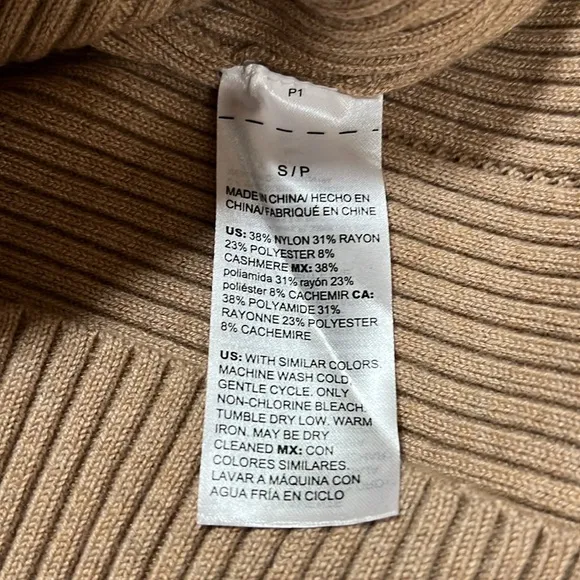 P1
S / P
MADE IN CHINA/ HECHO EN
CHINA/ FABRIQUÉ EN CHINE
US: 38% NYLON 31% RAYON
23% POLYESTER 8%
CASHMERE MX: 38%
poliamida 31% rayón 23%
poliéster 8% CACHEMIR CA:
38% POLYAMIDE 31%
RAYONNE 23% POLYESTER
8% CACHEMIRE
US: WITH SIMILAR COLORS.
MACHINE WASH COLD
GENTLE CYCLE. ONLY
NON-CHLORINE BLEACH.
TUMBLE DRY LOW. WARM
IRON. MAY BE DRY
CLEANED MX: CON
COLORES SIMILARES.
LAVAR A MÁQUINA CON
AGUA FRÍA EN CICLO